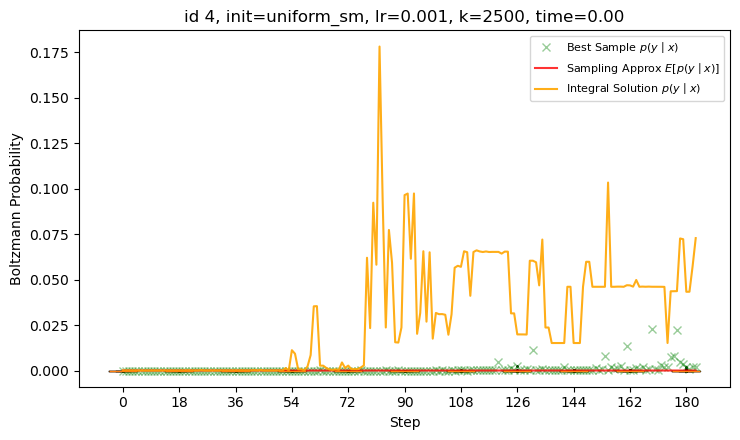 id 4, init=uniform_sm, lr=0.001, k=2500, time=0.00
Best Sample p(y | x)
Sampling Approx E[p(y | x)]
Integral Solution p(y | x)
Boltzmann Probability
0.175
0.150
0.125
0.100
0.075
0.050
0.025
0.000
0 18 36 54 72 90 108 126 144 162 180
Step